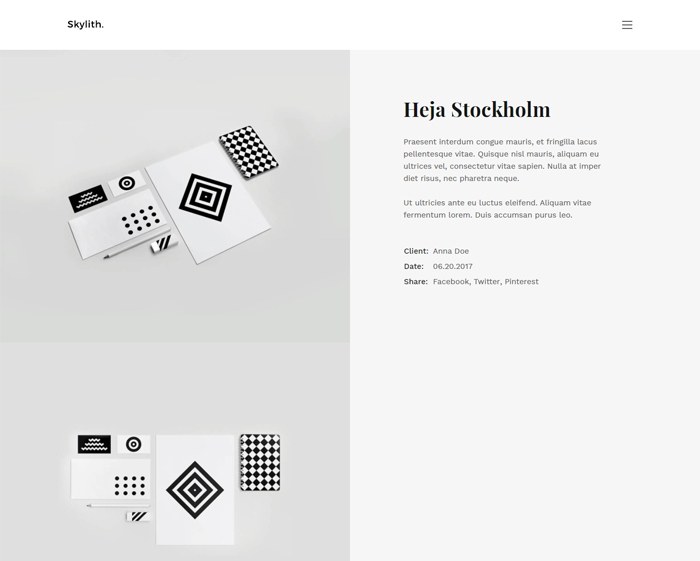 Skylith.
Heja Stockholm
Praesent interdum congue mauris, et fringilla lacus
pellentesque vitae. Quisque nisl mauris, aliquam eu
ultrices vel, consectetur vitae sapien. Nulla at imper
diet risus, nec pharetra neque.
Ut ultricies ante eu luctus eleifend. Aliquam vitae
fermentum lorem. Duis accumsan purus leo.
Client: Anna Doe
Date: 06.20.2017
Share: Facebook, Twitter, Pinterest